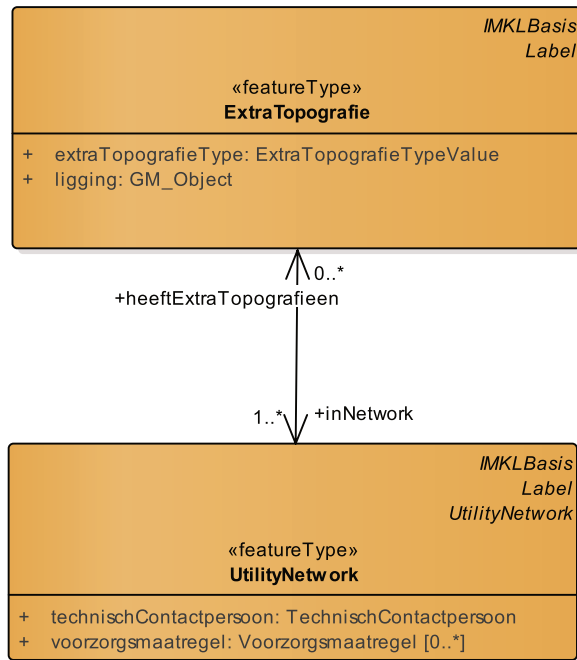 IMKLBasis
Label
«featureType»
ExtraTopografie
+ extraTopografieType: ExtraTopografieTypeValue
+ ligging: GM_Object
0..*
+heeftExtraTopografieen
1..* +inNetwork
IMKLBasis
Label
UtilityNetwork
«featureType»
UtilityNetwork
+ technischContactpersoon: TechnischContactpersoon
+ voorzorgsmaatregel: Voorzorgsmaatregel [0..*]